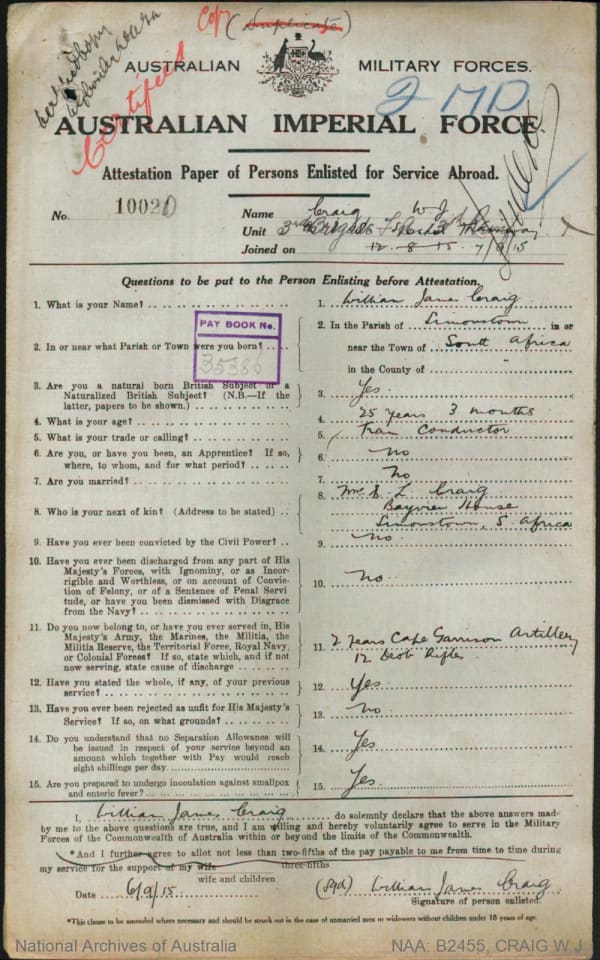 Copy (Duplicate)
Certified
AUSTRALIAN MILITARY FORCES.
2 MD
AUSTRALIAN IMPERIAL FORCE
Attestation Paper of Persons Enlisted for Service Abroad.
No. 10020 Name Craig W J
Unit 3rd
Joined on 12-8-15 7/9/15
Questions to be put to the Person Enlisting before Attestation.
1. What is your Name? 1. William James Craig
PAY BOOK No.
35386
2. In or near what Parish or Town were you born? 2. In the Parish of Simonstown in or
near the Town of South Africa
in the County of
3. Are you a natural born British Subject or a
Naturalized British Subject? (N.B.—If the
latter, papers to be shown.) 3. Yes.
4. What is your age? 4. 25 years 3 months
5. What is your trade or calling? 5. Tram Conductor
6. Are you, or have you been, an Apprentice? If so,
where, to whom, and for what period? 6. no
7. Are you married? 7. No
8. Who is your next of kin? (Address to be stated) 8. Mrs E. L. Craig
Bayview House
Simonstown, S. Africa
9. Have you ever been convicted by the Civil Power? 9. No.
10. Have you ever been discharged from any part of His
Majesty's Forces, with Ignominy, or as Incor-
rigible and Worthless, or on account of Convic-
tion of Felony, or of a Sentence of Penal Servi
tude, or have you been dismissed with Disgrace
from the Navy? 10. No.
11. Do you now belong to, or have you ever served in, His
Majesty's Army, the Marines, the Militia, the
Militia Reserve, the Territorial Force, Royal Navy,
or Colonial Forces? If so, state which, and if not
now serving, state cause of discharge 11. 2 years Cape Garrison Artillery
12 Rifles
12. Have you stated the whole, if any, of your previous
service? 12. Yes
13. Have you ever been rejected as unfit for His Majesty's
Service? If so, on what grounds? 13. No.
14. Do you understand that no Separation Allowance will
be issued in respect of your service beyond an
amount which together with Pay would reach
eight shillings per day. 14. Yes
15. Are you prepared to undergo inoculation against smallpox
and enteric fever? 15. Yes
I, William James Craig do solemnly declare that the above answers made
by me to the above questions are true, and I am willing and hereby voluntarily agree to serve in the Military
Forces of the Commonwealth of Australia within or beyond the limits of the Commonwealth.
*And I further agree to allot not less than two-fifths of the pay payable to me from time to time during
three-fifths
my service for the support of my wife
wife and children
Date 6/9/15 (Sgd) William James Craig
Signature of person enlisted.
*This clause to be amended where necessary and should be struck out in the case of unmarried men or widowers without children under 18 years of age.
National Archives of Australia NAA: B2455, CRAIG W J